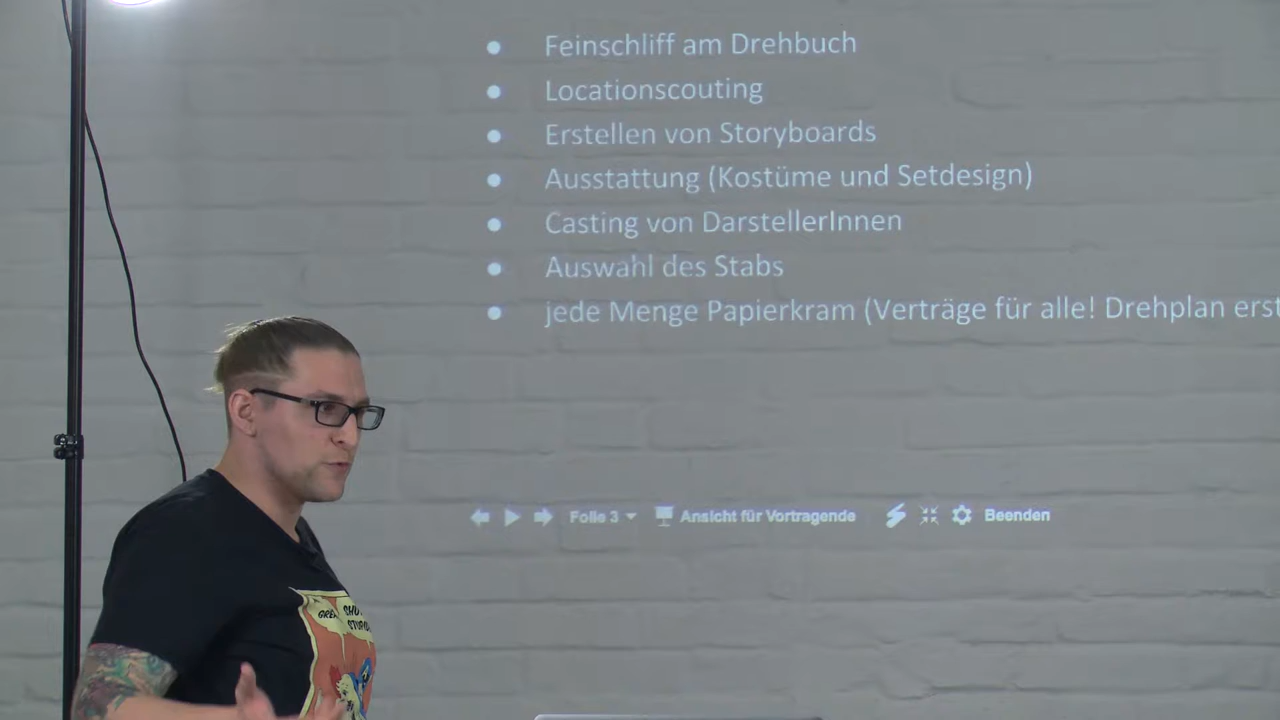 • Feinschliff am Drehbuch
• Locationscouting
• Erstellen von Storyboards
• Ausstattung (Kostüme und Setdesign)
• Casting von DarstellerInnen
• Auswahl des Stabs
• jede Menge Papierkram (Verträge für alle! Drehplan erst
Folie 3 Ansicht für Vortragende Beenden